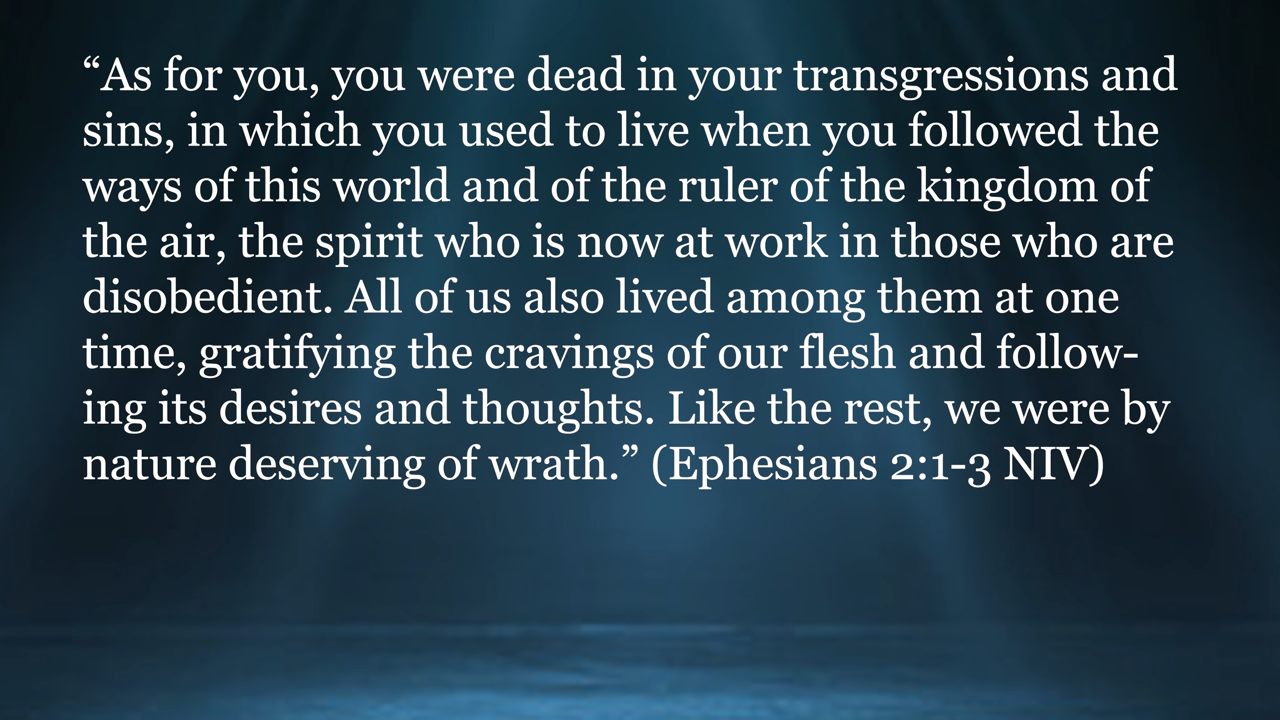 “As for you, you were dead in your transgressions and
sins, in which you used to live when you followed the
ways of this world and of the ruler of the kingdom of
the air, the spirit who is now at work in those who are
disobedient. All of us also lived among them at one
time, gratifying the cravings of our flesh and follow-
ing its desires and thoughts. Like the rest, we were by
nature deserving of wrath.” (Ephesians 2:1-3 NIV)